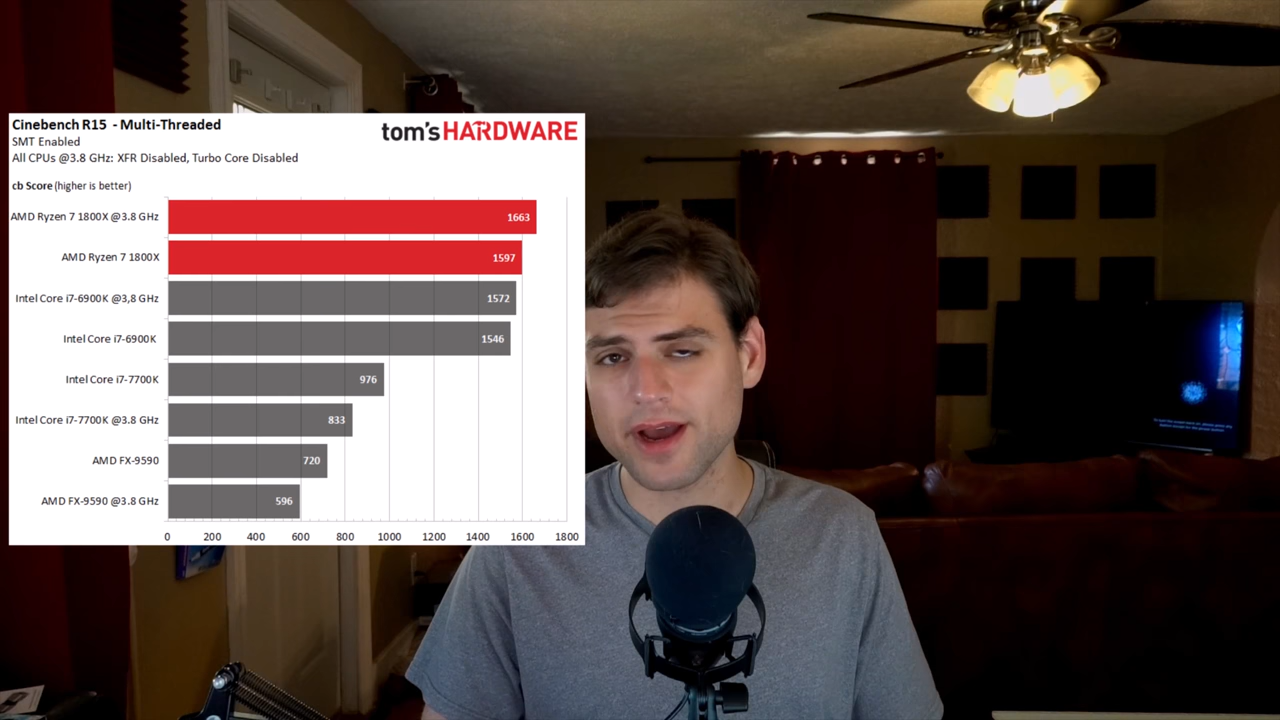 Cinebench R15 - Multi-Threaded
tom's HARDWARE
SMT Enabled
All CPUs @3.8 GHz: XFR Disabled, Turbo Core Disabled
cb Score (higher is better)
AMD Ryzen 7 1800X @3.8 GHz 1663
AMD Ryzen 7 1800X 1597
Intel Core i7-6900K @3,8 GHz 1572
Intel Core i7-6900K 1546
Intel Core i7-7700K 976
Intel Core i7-7700K @3.8 GHz 833
AMD FX-9590 720
AMD FX-9590 @3.8 GHz 596
0 200 400 600 800 1000 1200 1400 1600 1800